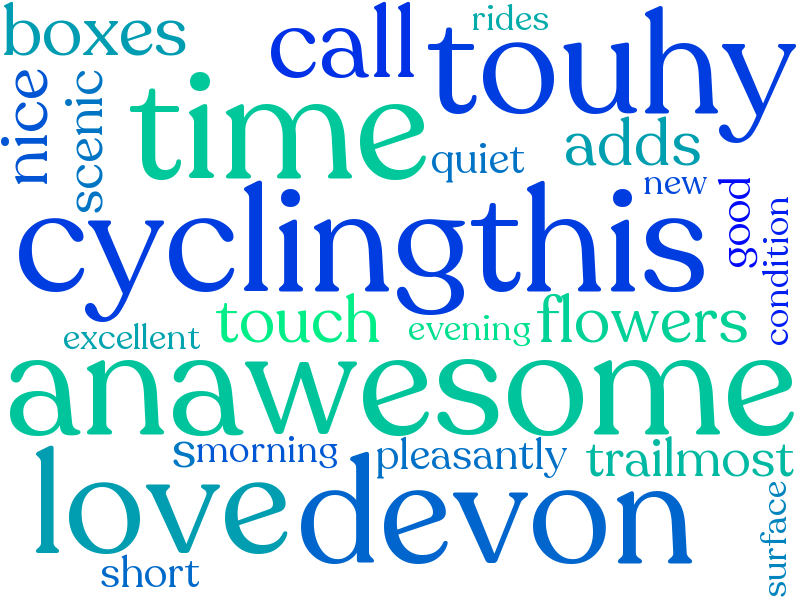 rides
boxes
call
touhy
nice
scenic
time
adds
quiet
new
cyclingthis
good
condition
touch
evening
flowers
excellent
anawesome
s
morning
pleasantly
trailmost
love
devon
surface
short